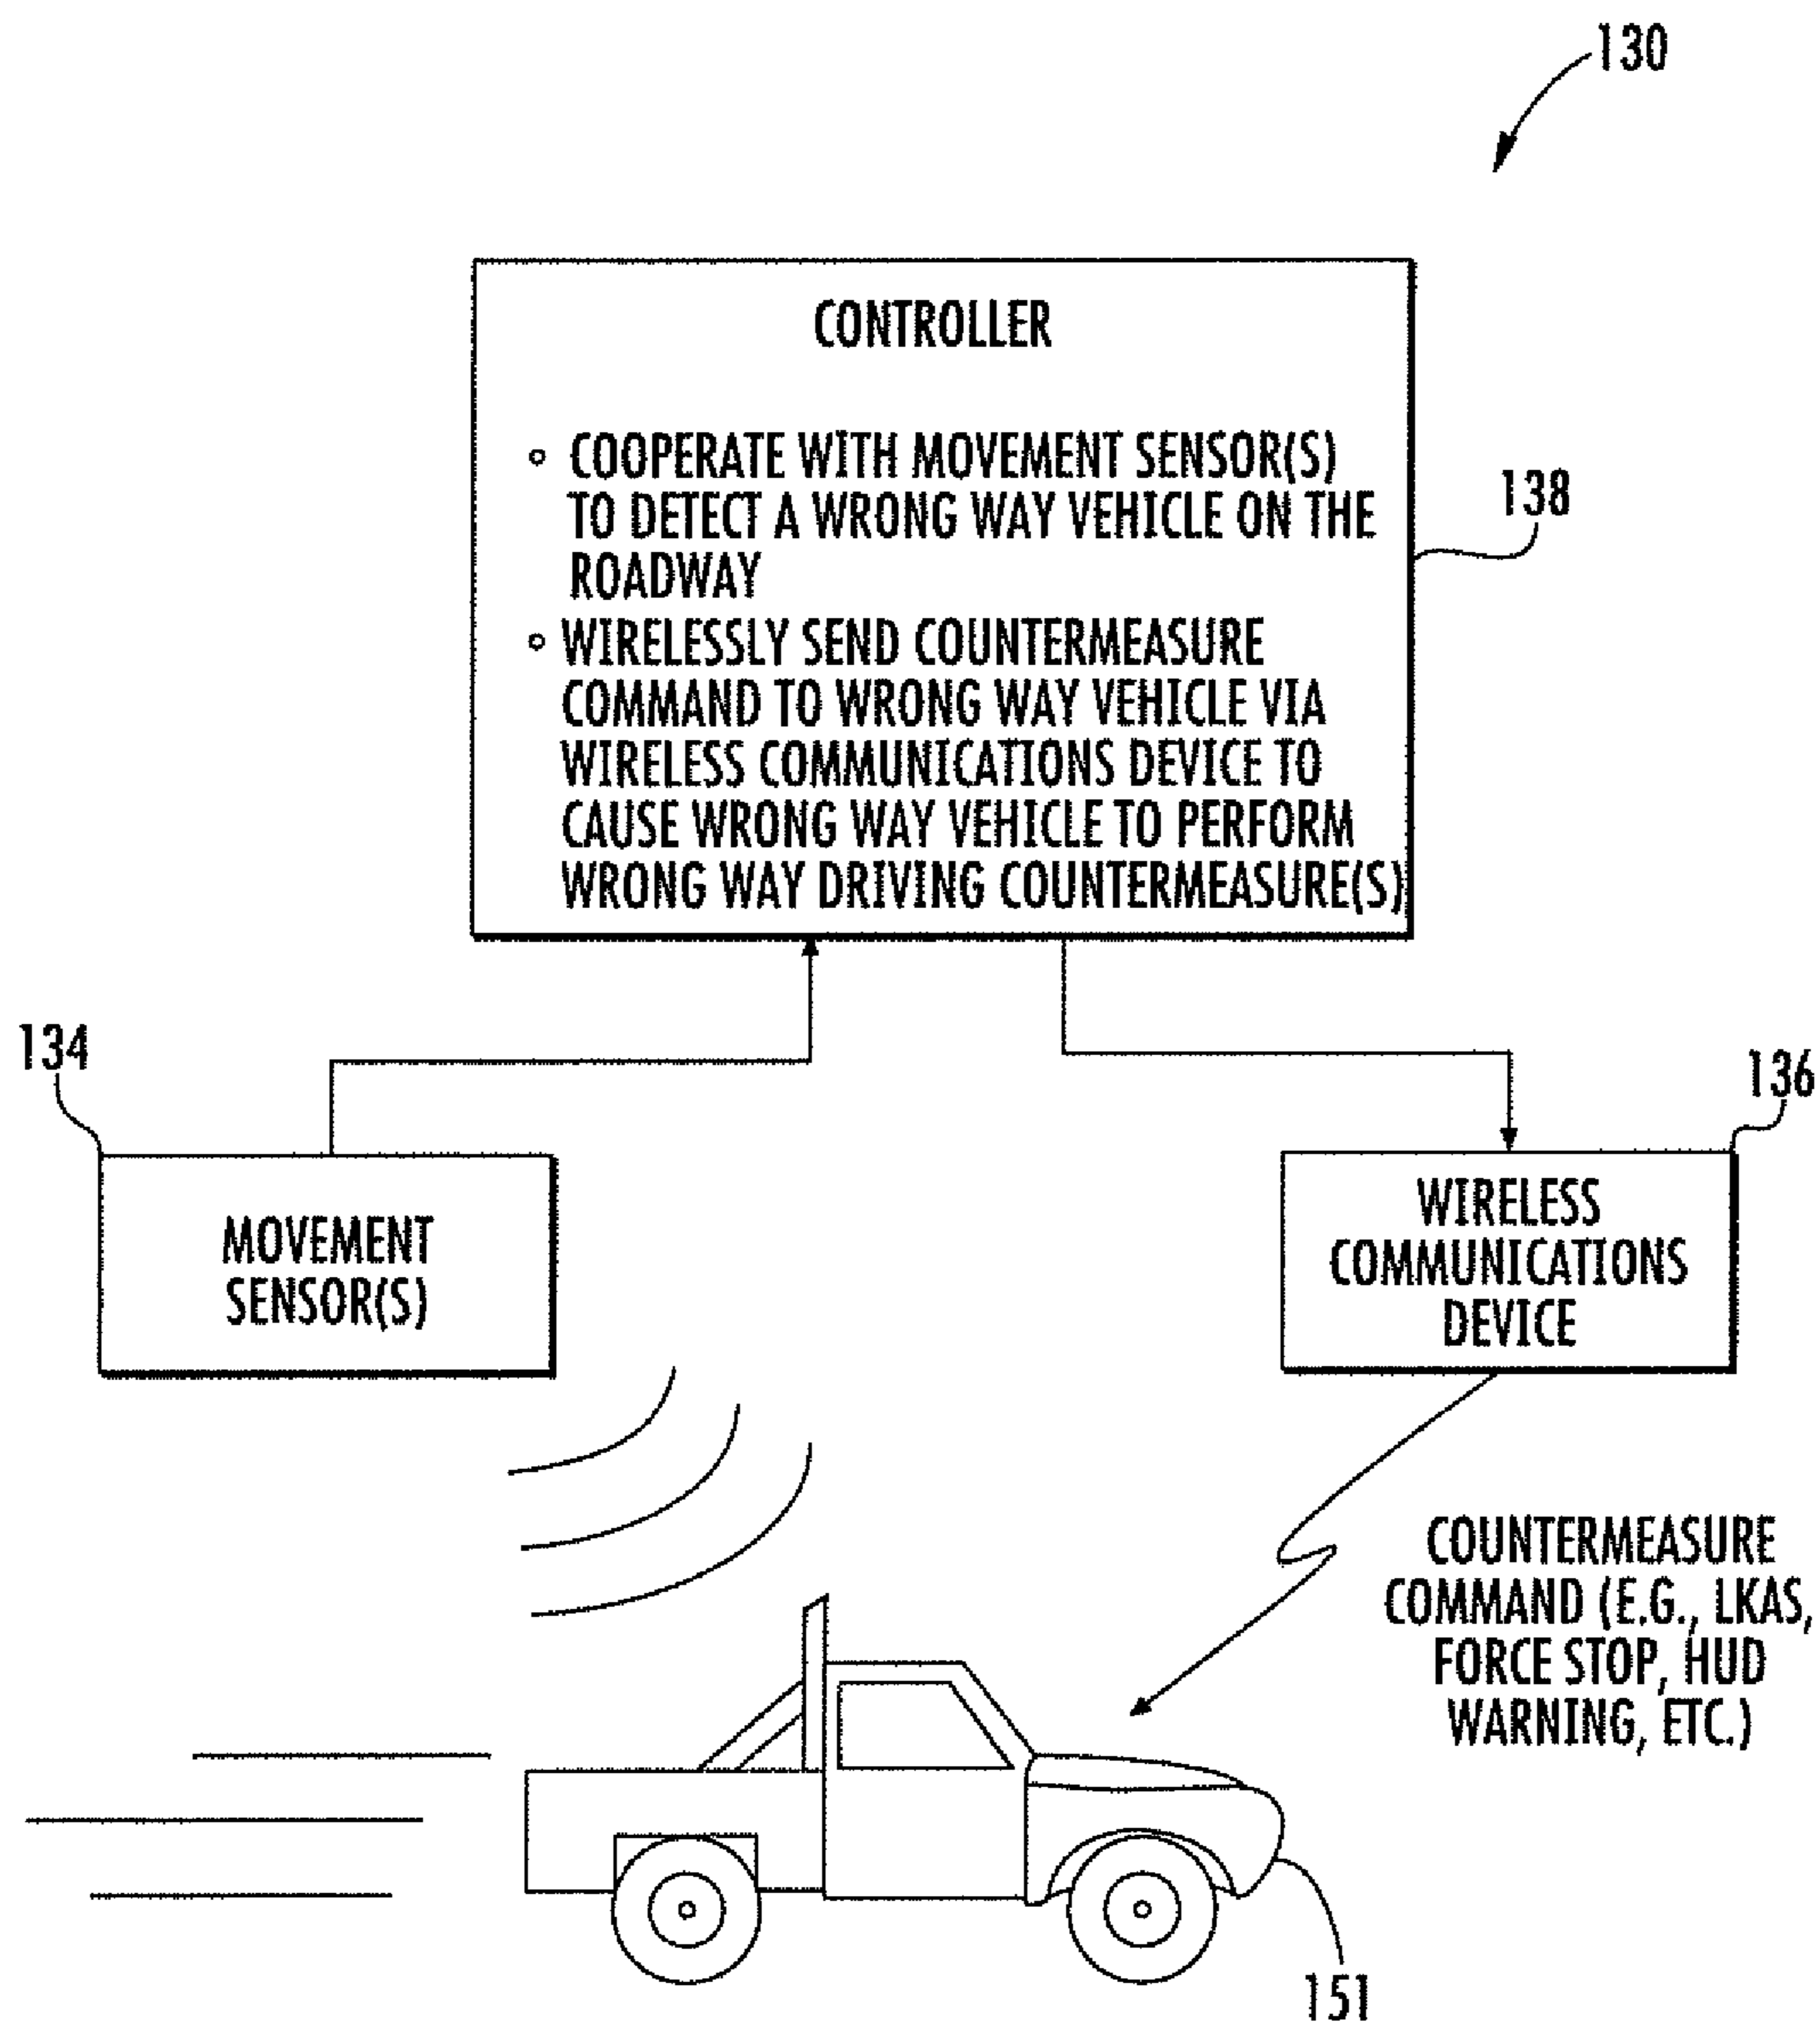 130
CONTROLLER
◦ COOPERATE WITH MOVEMENT SENSOR(S)
TO DETECT A WRONG WAY VEHICLE ON THE
ROADWAY
◦ WIRELESSLY SEND COUNTERMEASURE
COMMAND TO WRONG WAY VEHICLE VIA
WIRELESS COMMUNICATIONS DEVICE TO
CAUSE WRONG WAY VEHICLE TO PERFORM
WRONG WAY DRIVING COUNTERMEASURE(S)
138
134
MOVEMENT
SENSOR(S)
136
WIRELESS
COMMUNICATIONS
DEVICE
COUNTERMEASURE
COMMAND (E.G., LKAS,
FORCE STOP, HUD
WARNING, ETC.)
151